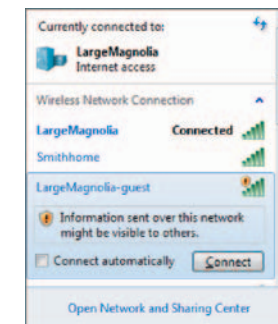 Currently connected to:
LargeMagnolia
Internet access
Wireless Network Connection
LargeMagnolia Connected
Smithhome
LargeMagnolia-guest
Information sent over this network
might be visible to others.
Connect automatically Connect
Open Network and Sharing Center